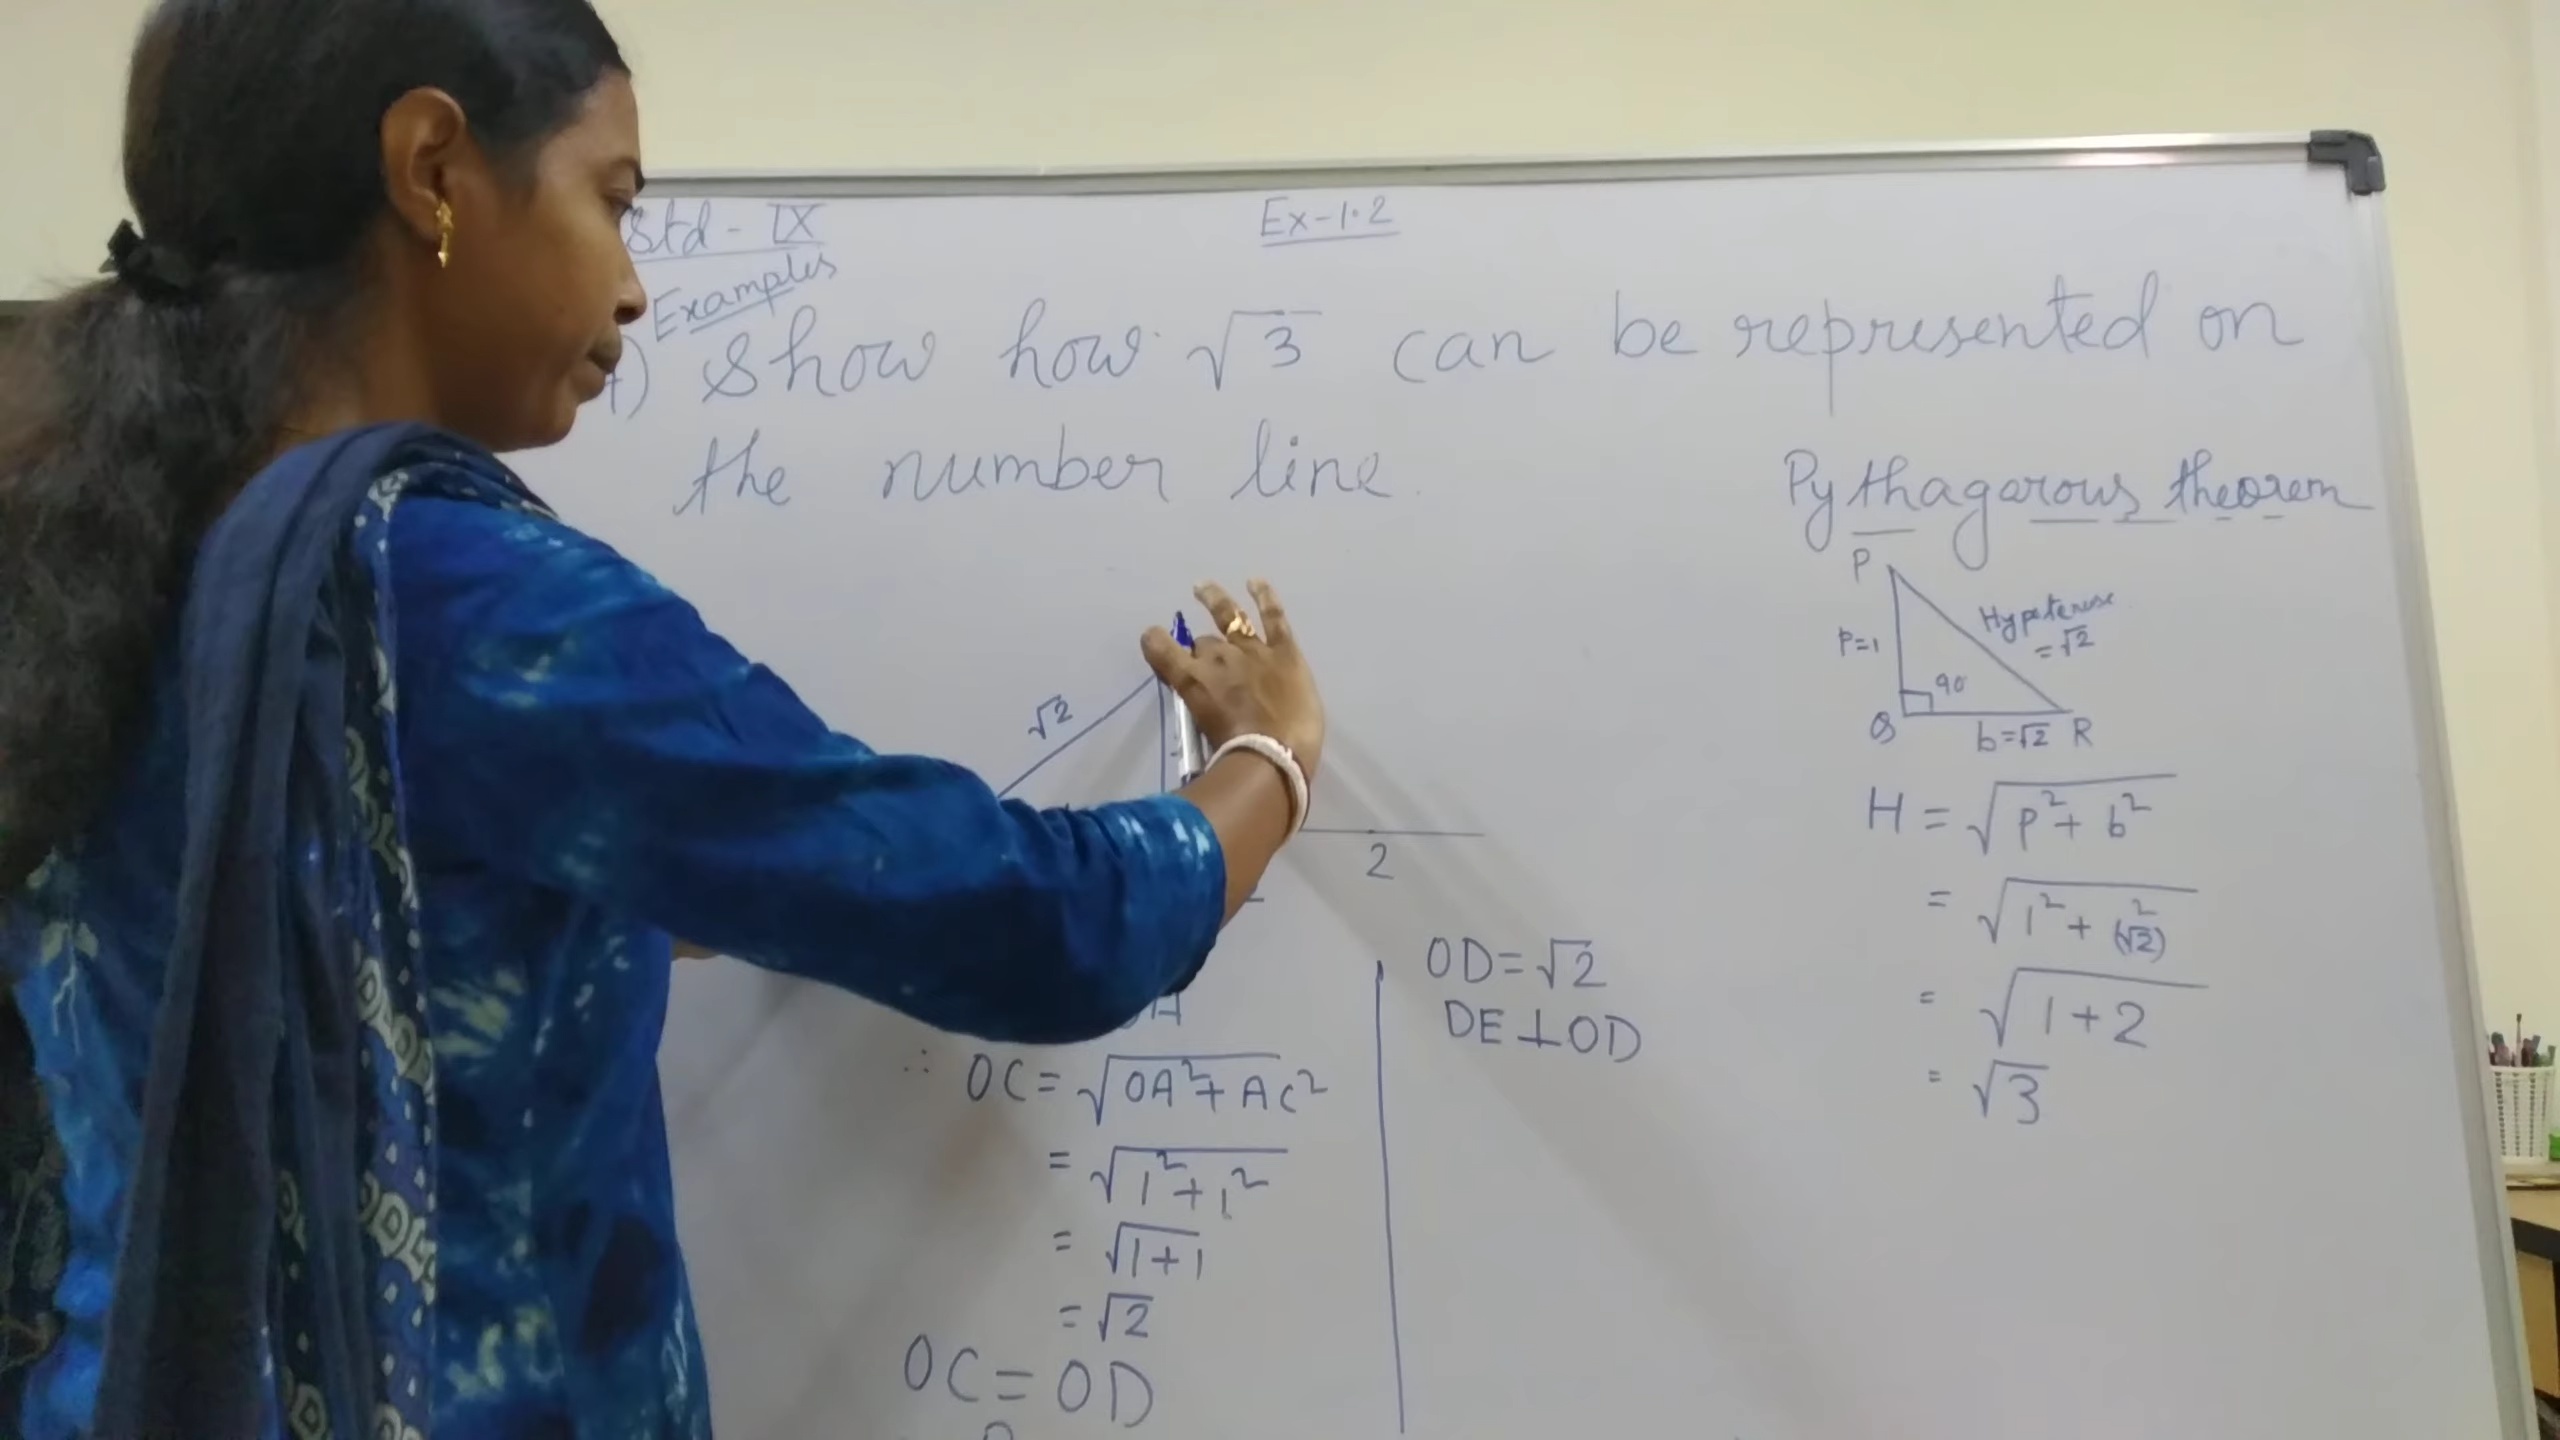 Std - IX
Ex-1.2
Examples
Show how √3 can be represented on
the number line.
√2
2
OA
∴ OC = √OA² + AC²
= √1² + 1²
= √1+1
= √2
OC = OD
OD = √2
DE ⊥ OD
Pythagorous theorem
P
Hypotenuse
= √2
P=1
90
Q
b=√2 R
H = √P² + b²
= √1² + (√2)²
= √1+2
= √3